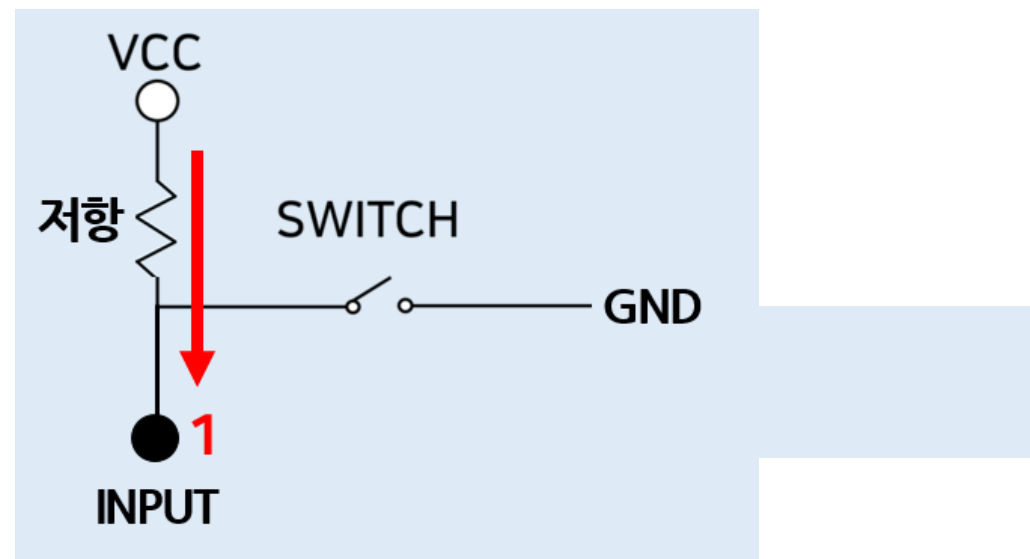 VCC
저항
SWITCH
GND
1
INPUT